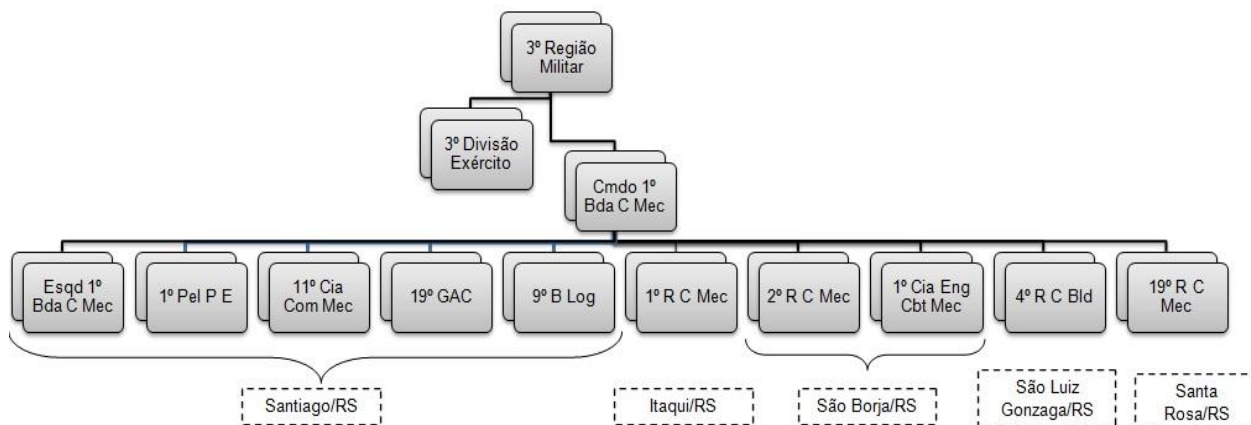 3º Região
Militar
3º Divisão
Exército
Cmdo 1º
Bda C Mec
Esqd 1º
Bda C Mec
1º Pel P E
11º Cia
Com Mec
19º GAC
9º B Log
1º R C Mec
2º R C Mec
1º Cia Eng
Cbt Mec
4º R C Bld
19º R C
Mec
Santiago/RS
Itaqui/RS
São Borja/RS
São Luiz
Gonzaga/RS
Santa
Rosa/RS